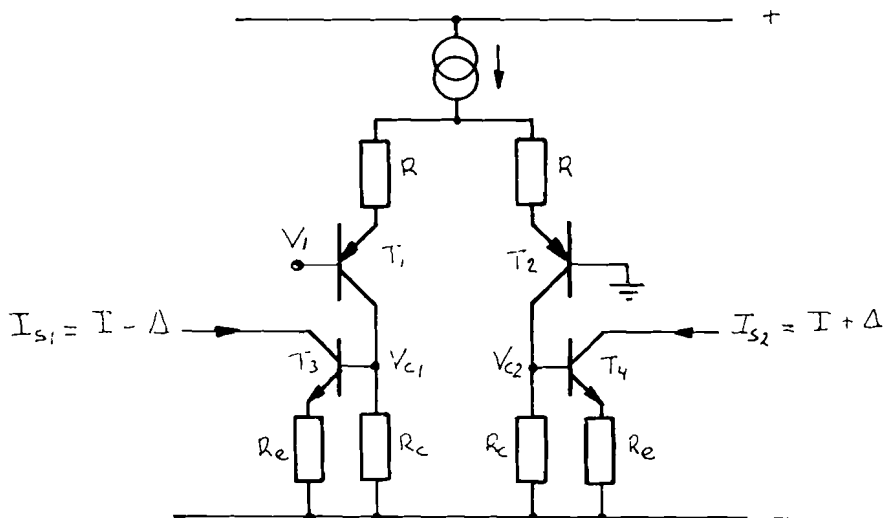 +
R
R
V1
T1
T2
IS1 = I - Δ
IS2 = I + Δ
T3
VC1
VC2
T4
Re
Rc
Rc
Re
-